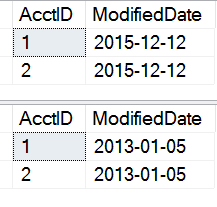 AcctID ModifiedDate
1 2015-12-12
2 2015-12-12
AcctID ModifiedDate
1 2013-01-05
2 2013-01-05